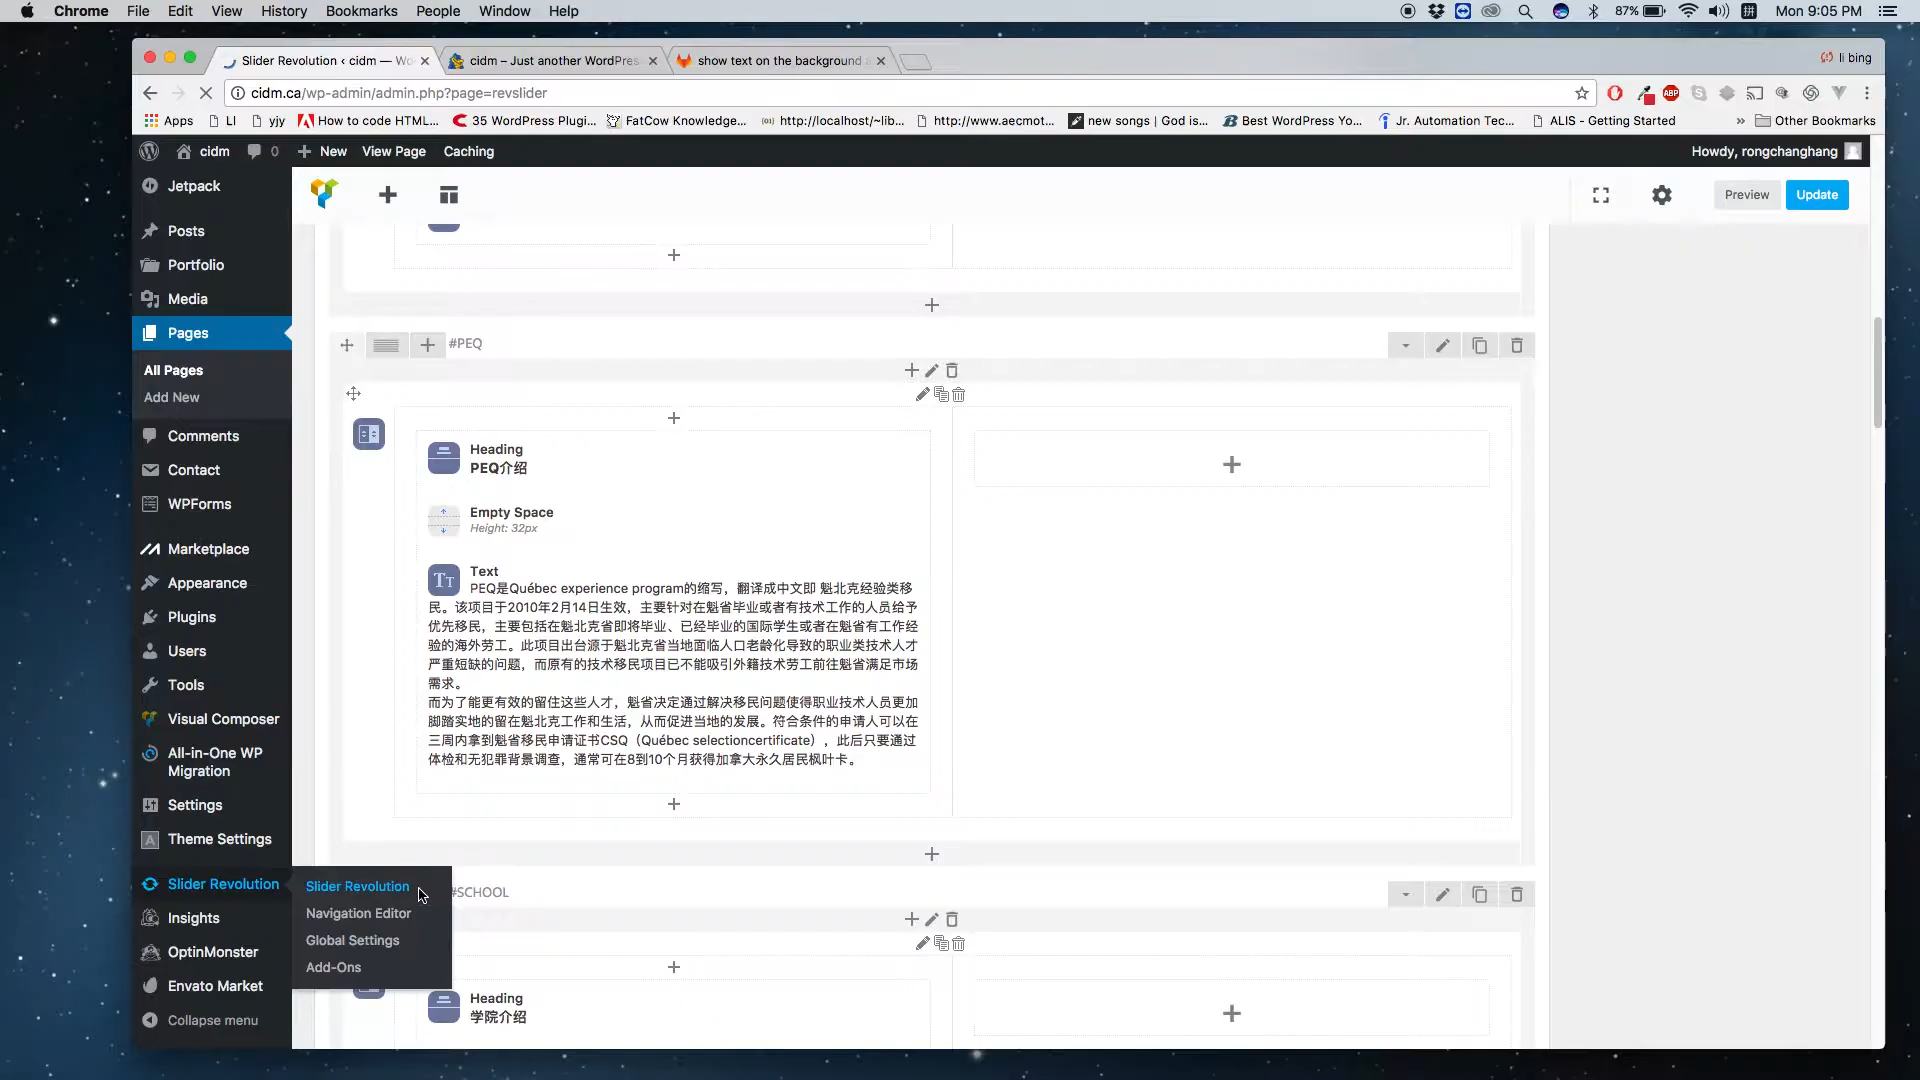 Chrome File Edit View History Bookmarks People Window Help
87% Mon 9:05 PM
Slider Revolution ‹ cidm — Wo
cidm – Just another WordPres
show text on the background a
li bing
cidm.ca/wp-admin/admin.php?page=revslider
Apps LI yjy How to code HTML... 35 WordPress Plugi... FatCow Knowledge... http://localhost/~lib... http://www.aecmot... new songs | God is... Best WordPress Yo... Jr. Automation Tec... ALIS - Getting Started » Other Bookmarks
cidm 0 New View Page Caching Howdy, rongchanghang
Preview Update
Jetpack
Posts
Portfolio
Media
Pages
All Pages
Add New
Comments
Contact
WPForms
Marketplace
Appearance
Plugins
Users
Tools
Visual Composer
All-in-One WP
Migration
Settings
Theme Settings
Slider Revolution
Insights
OptinMonster
Envato Market
Collapse menu
Slider Revolution
Navigation Editor
Global Settings
Add-Ons
#PEQ
Heading
PEQ介绍
Empty Space
Height: 32px
Text
PEQ是Québec experience program的缩写，翻译成中文即 魁北克经验类移
民。该项目于2010年2月14日生效，主要针对在魁省毕业或者有技术工作的人员给予
优先移民，主要包括在魁北克省即将毕业、已经毕业的国际学生或者在魁省有工作经
验的海外劳工。此项目出台源于魁北克省当地面临人口老龄化导致的职业类技术人才
严重短缺的问题，而原有的技术移民项目已不能吸引外籍技术劳工前往魁省满足市场
需求。
而为了能更有效的留住这些人才，魁省决定通过解决移民问题使得职业技术人员更加
脚踏实地的留在魁北克工作和生活，从而促进当地的发展。符合条件的申请人可以在
三周内拿到魁省移民申请证书CSQ（Québec selectioncertificate），此后只要通过
体检和无犯罪背景调查，通常可在8到10个月获得加拿大永久居民枫叶卡。
#SCHOOL
Heading
学院介绍